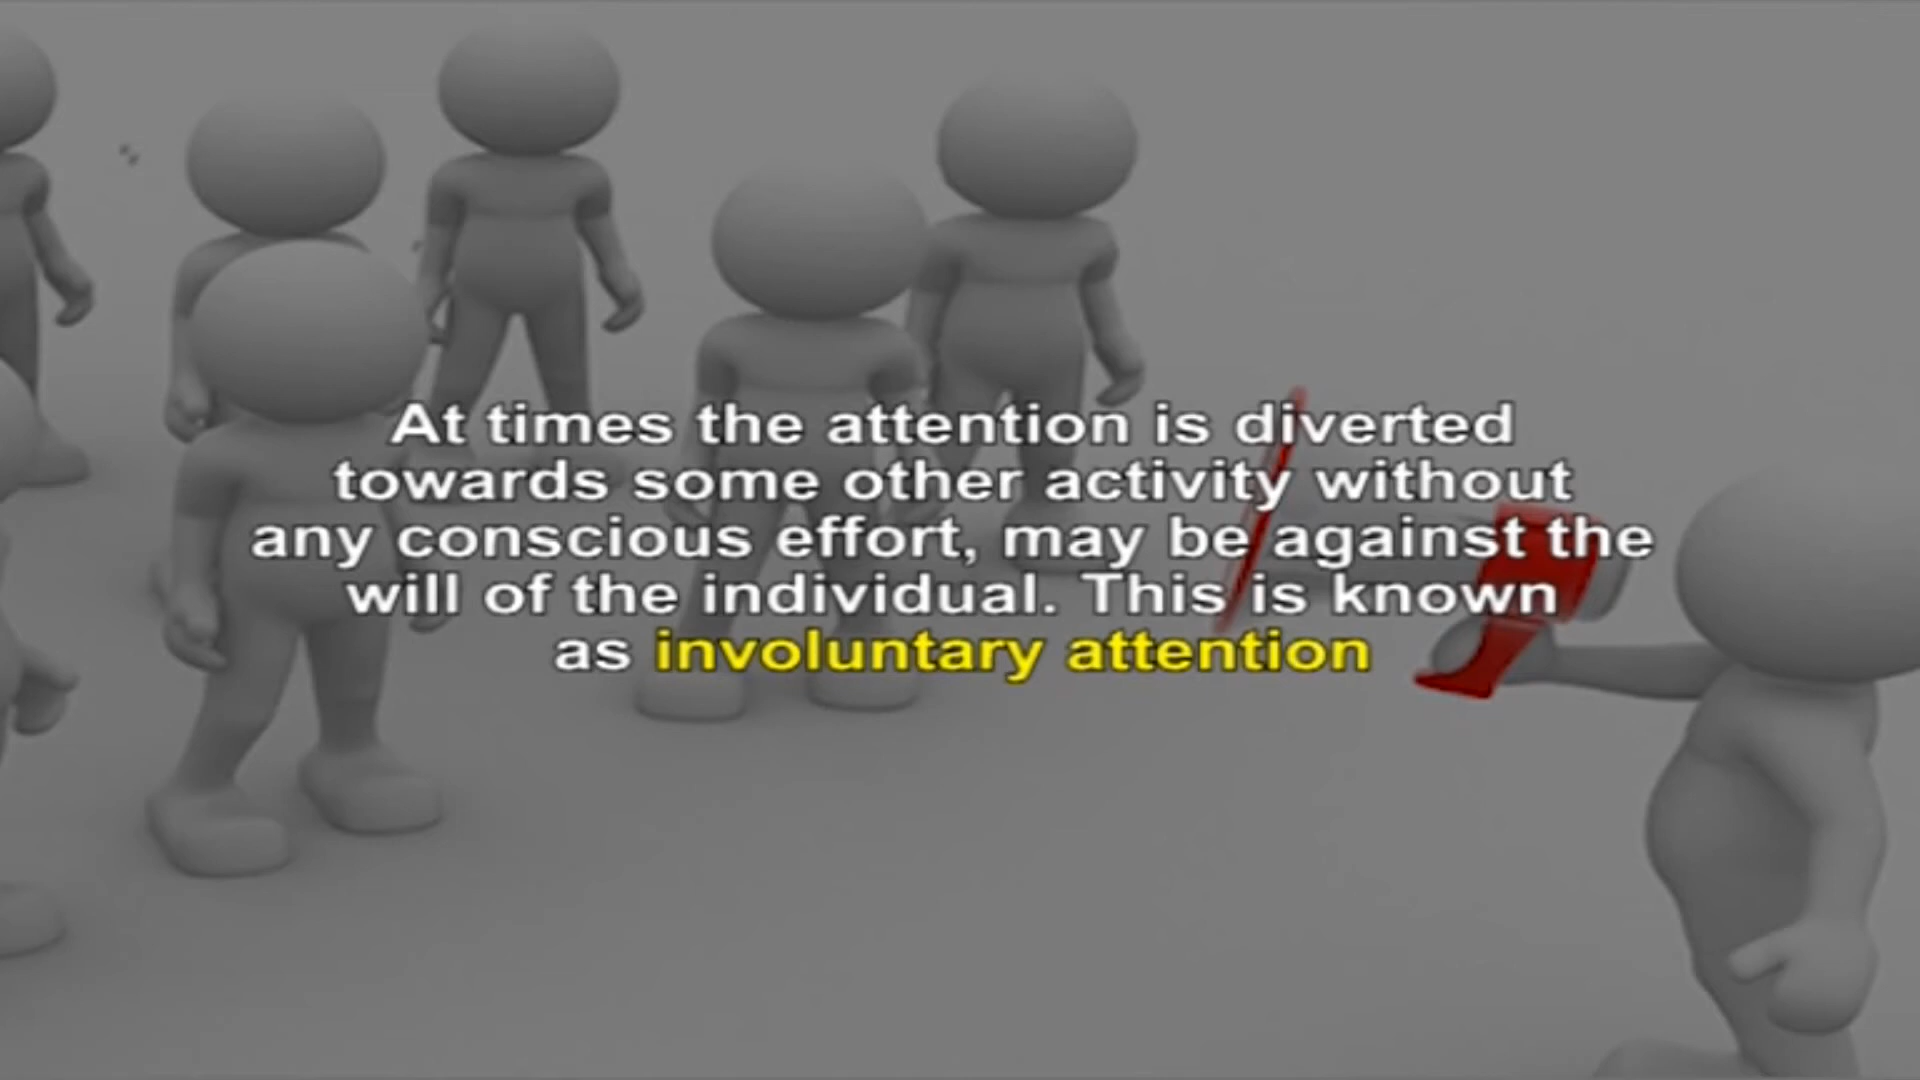 At times the attention is diverted
towards some other activity without
any conscious effort, may be against the
will of the individual. This is known
as involuntary attention